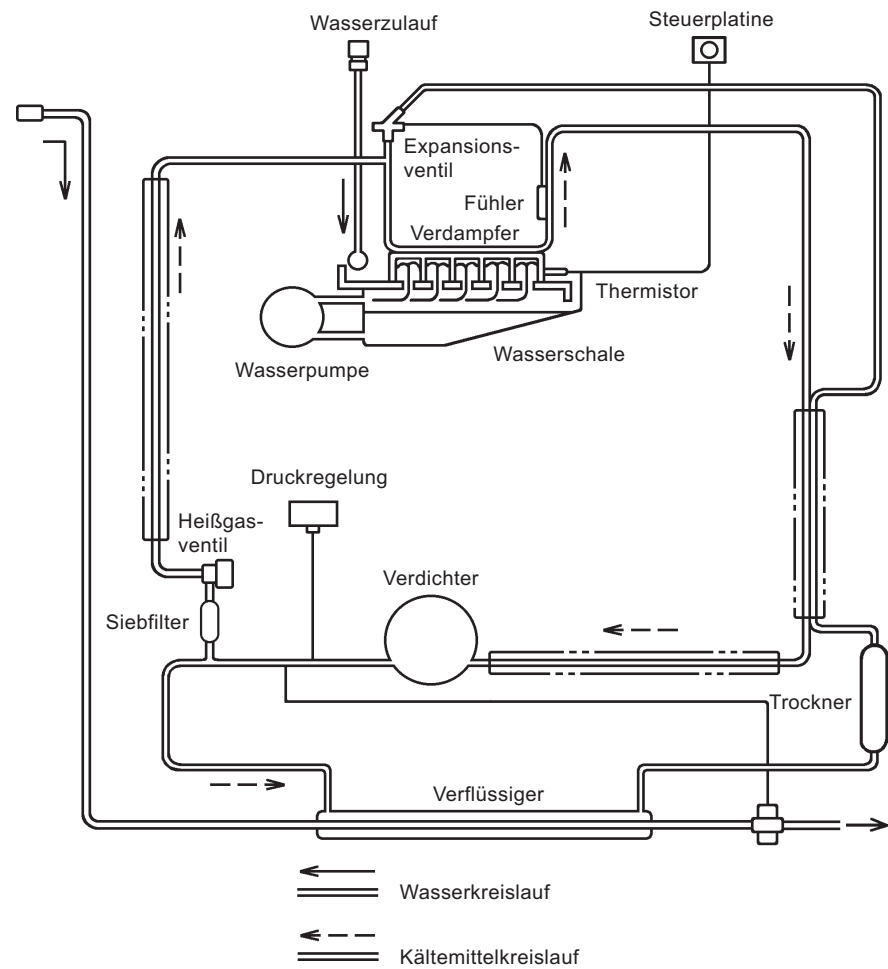 Wasserzulauf
Steuerplatine
Expansions-
ventil
Fühler
Verdampfer
Thermistor
Wasserschale
Wasserpumpe
Druckregelung
Heißgas-
ventil
Verdichter
Siebfilter
Trockner
Verflüssiger
Wasserkreislauf
Kältemittelkreislauf